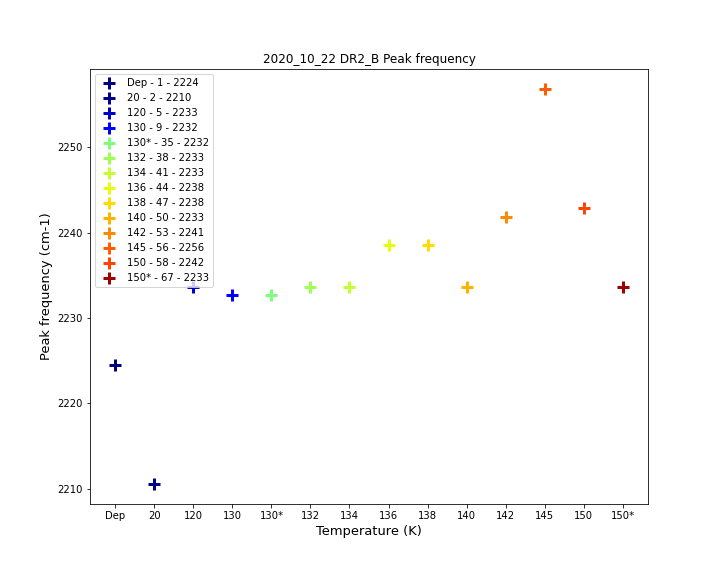 2020_10_22 DR2_B Peak frequency
Dep - 1 - 2224
20 - 2 - 2210
120 - 5 - 2233
130 - 9 - 2232
130* - 35 - 2232
132 - 38 - 2233
134 - 41 - 2233
136 - 44 - 2238
138 - 47 - 2238
140 - 50 - 2233
142 - 53 - 2241
145 - 56 - 2256
150 - 58 - 2242
150* - 67 - 2233
Peak frequency (cm-1)
2250
2240
2230
2220
2210
Dep 20 120 130 130* 132 134 136 138 140 142 145 150 150*
Temperature (K)